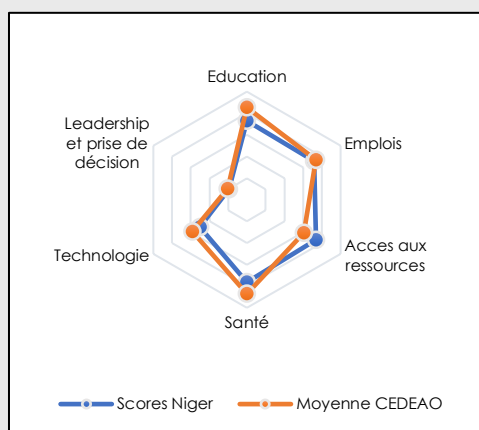 Education
Leadership
et prise de
décision
Emplois
Technologie
Acces aux
ressources
Santé
Scores Niger
Moyenne CEDEAO